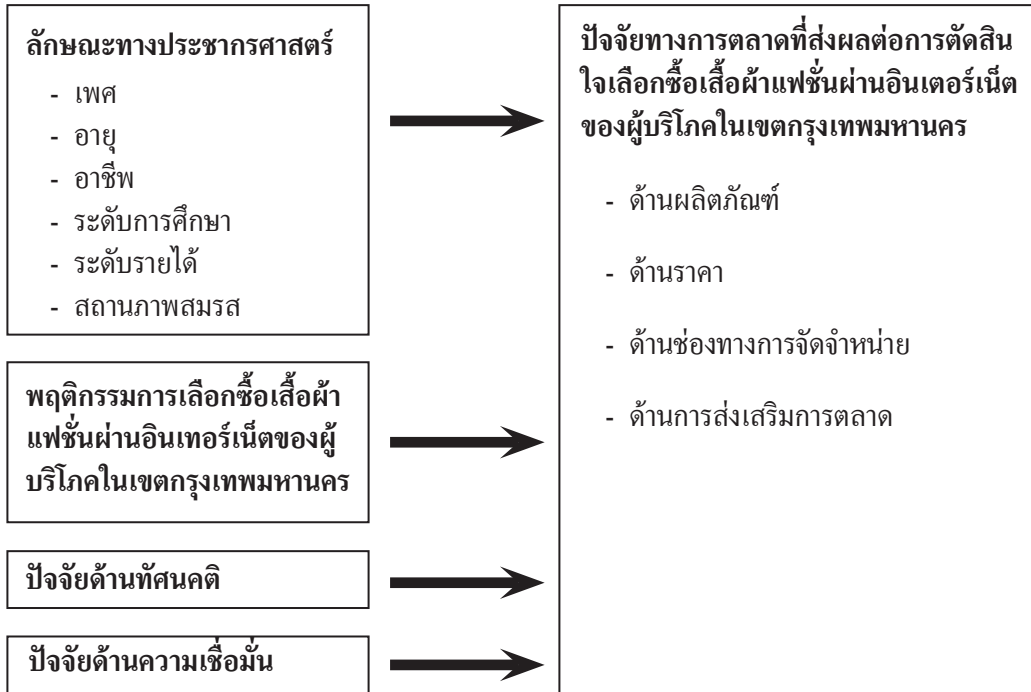 ลักษณะทางประชากรศาสตร์
- เพศ
- อายุ
- อาชีพ
- ระดับการศึกษา
- ระดับรายได้
- สถานภาพสมรส
พฤติกรรมการเลือกซื้อเสื้อผ้า
แฟชั่นผ่านอินเทอร์เน็ตของผู้
บริโภคในเขตกรุงเทพมหานคร
ปัจจัยด้านทัศนคติ
ปัจจัยด้านความเชื่อมั่น
ปัจจัยทางการตลาดที่ส่งผลต่อการตัดสิน
ใจเลือกซื้อเสื้อผ้าแฟชั่นผ่านอินเตอร์เน็ต
ของผู้บริโภคในเขตกรุงเทพมหานคร
- ด้านผลิตภัณฑ์
- ด้านราคา
- ด้านช่องทางการจัดจำหน่าย
- ด้านการส่งเสริมการตลาด